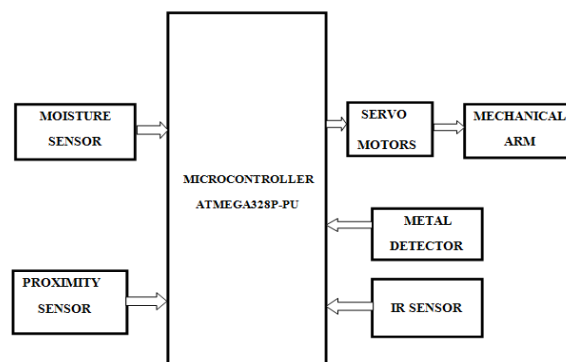 MOISTURE
SENSOR
MICROCONTROLLER
ATMEGA328P-PU
SERVO
MOTORS
MECHANICAL
ARM
METAL
DETECTOR
PROXIMITY
SENSOR
IR SENSOR